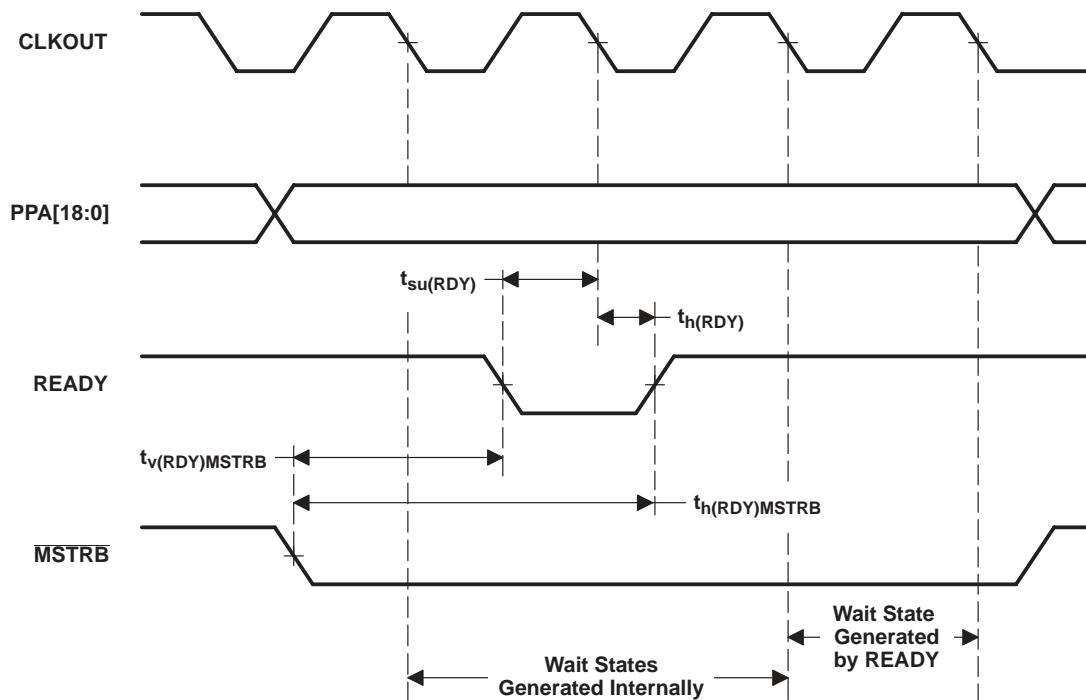 CLKOUT
PPA[18:0]
tsu(RDY)
th(RDY)
READY
tv(RDY)MSTRB
th(RDY)MSTRB
MSTRB
Wait State
Generated
by READY
Wait States
Generated Internally